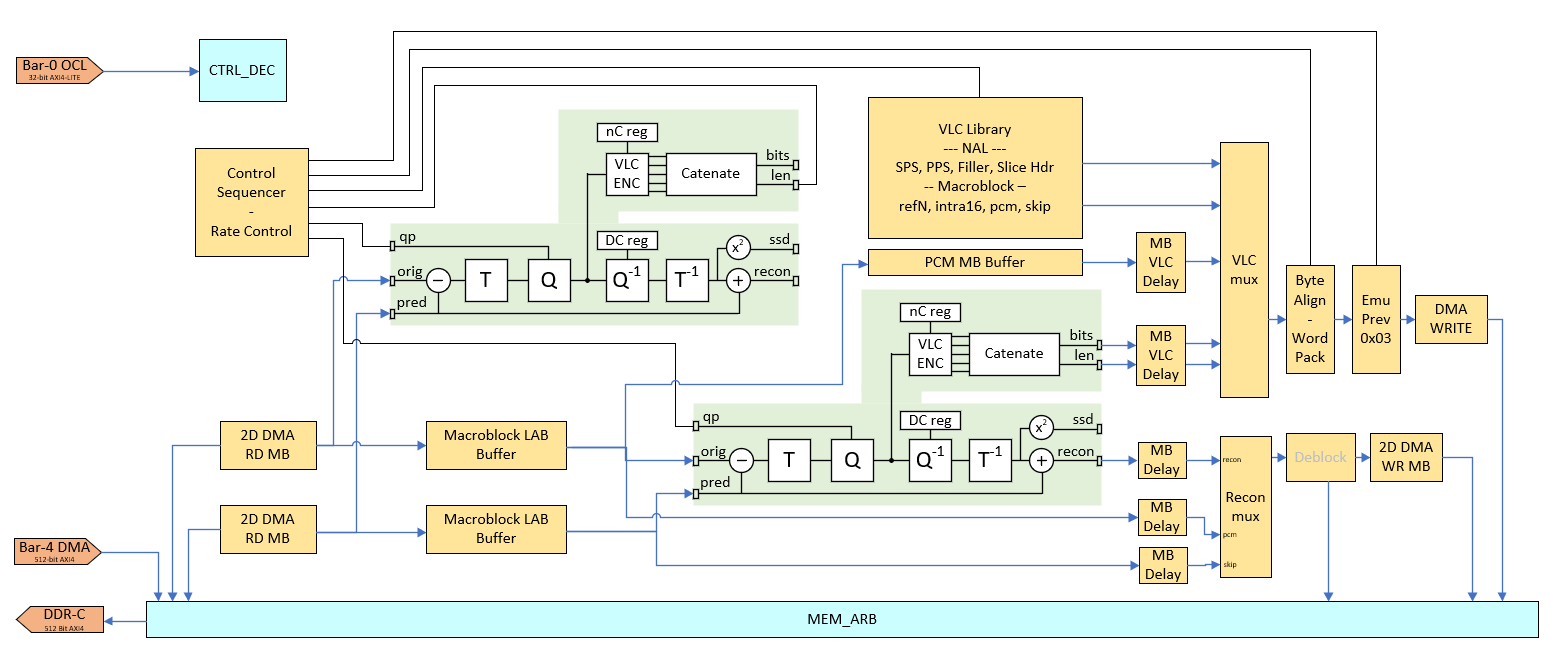 Bar-0 OCL
32-bit AXI4-LITE
CTRL_DEC
Control
Sequencer
-
Rate Control
nC reg
VLC
ENC
Catenate
bits
len
qp
orig
pred
T
Q
DC reg
Q-1
T-1
x2
−
+
ssd
recon
VLC Library
--- NAL ---
SPS, PPS, Filler, Slice Hdr
-- Macroblock –
refN, intra16, pcm, skip
PCM MB Buffer
MB
VLC
Delay
MB
VLC
Delay
VLC
mux
Byte
Align
-
Word
Pack
Emu
Prev
0x03
DMA
WRITE
nC reg
VLC
ENC
Catenate
bits
len
qp
orig
pred
T
Q
DC reg
Q-1
T-1
x2
−
+
ssd
recon
2D DMA
RD MB
Macroblock LAB
Buffer
2D DMA
RD MB
Macroblock LAB
Buffer
MB
Delay
MB
Delay
MB
Delay
recon
Recon
mux
pcm
skip
Deblock
2D DMA
WR MB
Bar-4 DMA
512-bit AXI4
DDR-C
512 Bit AXI4
MEM_ARB